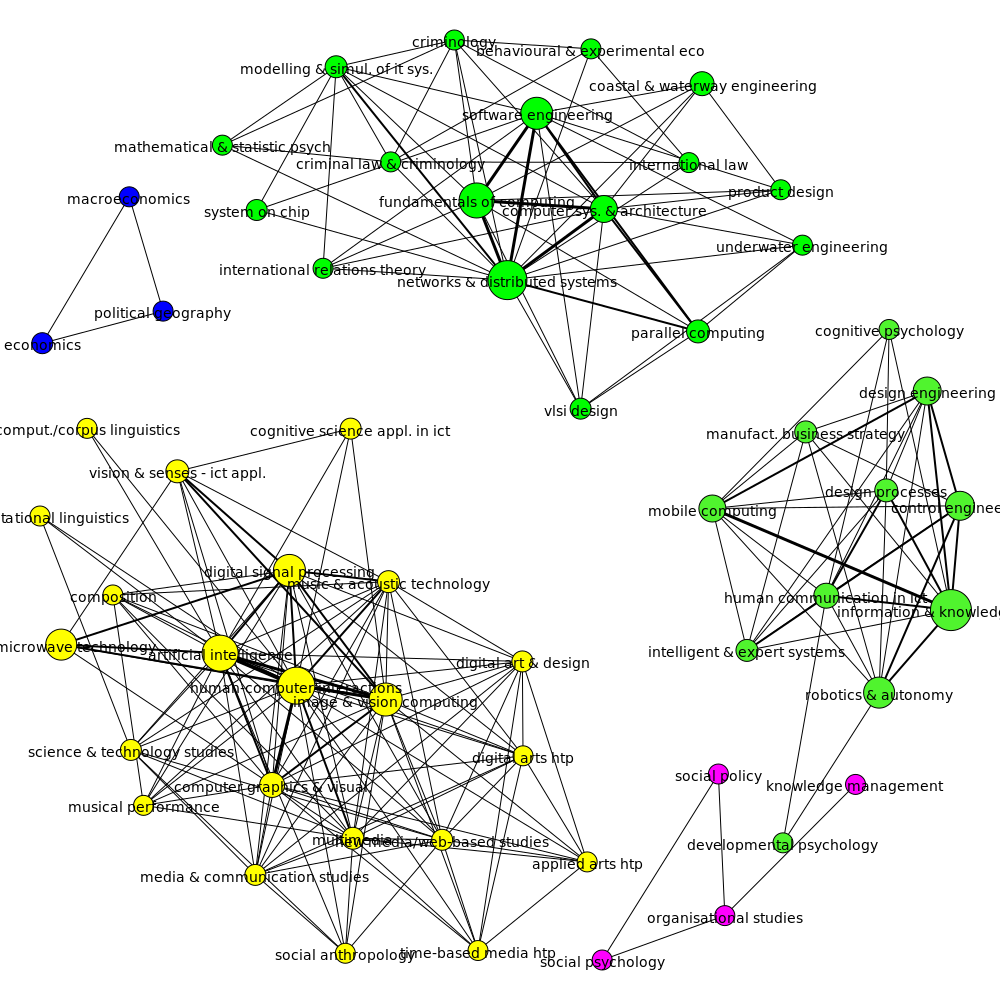 criminology
behavioural & experimental eco
modelling & simul. of it sys.
coastal & waterway engineering
software engineering
mathematical & statistic.psych
criminal law & criminology
international law
product design
macroeconomics
fundamentals of computing
system on chip
computer sys. & architecture
underwater engineering
international relations theory
networks & distributed systems
political geography
parallel computing
cognitive psychology
economics
design engineering
vlsi design
comput./corpus linguistics
cognitive science appl. in ict
manufact. business strategy
vision & senses - ict appl.
design processes
control enginee
mobile computing
tational linguistics
digital signal processing
music & acoustic technology
composition
human communication in ict
information & knowledg
microwave technology
artificial intelligence
intelligent & expert systems
digital art & design
human-computer interactions
image & vision computing
robotics & autonomy
science & technology studies
digital arts htp
social policy
knowledge management
computer graphics & visual.
musical performance
multimedia
new media/web-based studies
developmental psychology
applied arts htp
media & communication studies
organisational studies
social anthropology
time-based media htp
social psychology